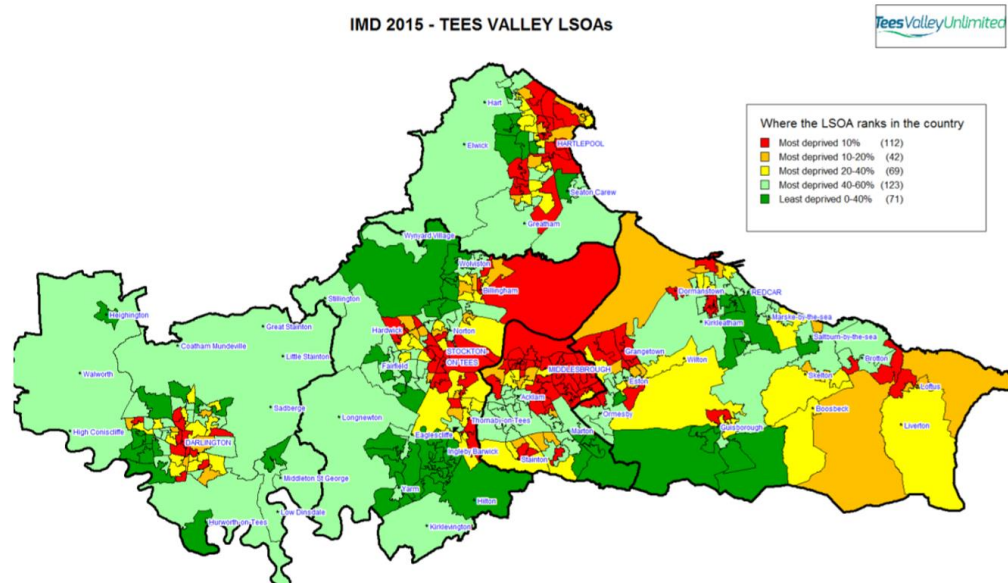 IMD 2015 - TEES VALLEY LSOAs
TeesValleyUnlimited
Where the LSOA ranks in the country
Most deprived 10% (112)
Most deprived 10-20% (42)
Most deprived 20-40% (69)
Most deprived 40-60% (123)
Least deprived 0-40% (71)
Hart
HARTLEPOOL
Elwick
Seaton Carew
Greatham
Wynyard Village
Wolviston
Billingham
Dormanstown
REDCAR
Stillington
Heighington
Marske-by-the-sea
Great Stainton
Hardwick
Norton
Kirkleatham
Saltburn-by-the-sea
Coatham Mundeville
STOCKTON
ON-TEES
Grangetown
Brotton
Little Stainton
Fairfield
MIDDLESBROUGH
Wilton
Walworth
Eston
Skelton
Loftus
Acklam
Sadberge
Longnewton
Thornaby-on-Tees
Ormesby
Boosbeck
High Coniscliffe
DARLINGTON
Eaglescliffe
Marton
Guisborough
Liverton
Ingleby Barwick
Stainton
Middleton St George
Yarm
Hilton
Low Dinsdale
Hurworth-on-Tees
Kirklevington